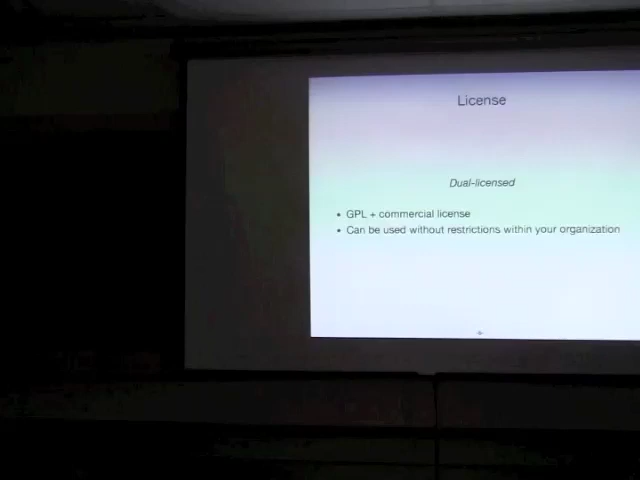 License
Dual-licensed
• GPL + commercial license
• Can be used without restrictions within your organization